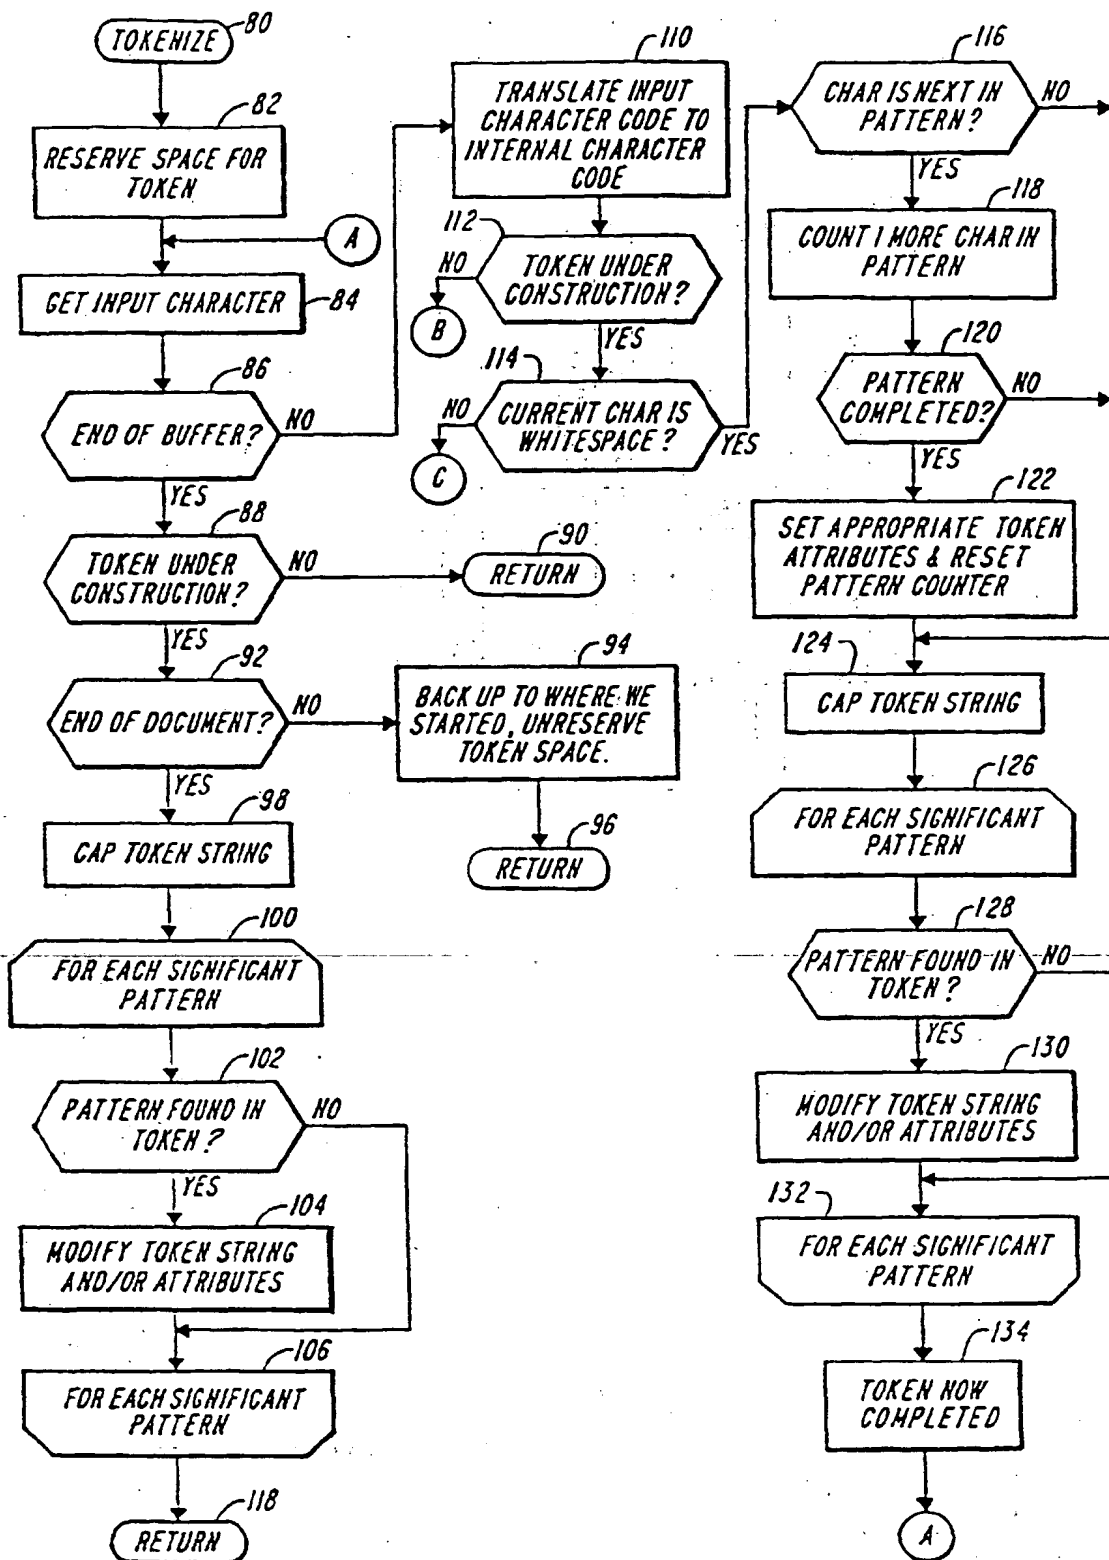 TOKENIZE
80
82
RESERVE SPACE FOR
TOKEN
A
GET INPUT CHARACTER
84
86
END OF BUFFER?
NO
YES
88
TOKEN UNDER
CONSTRUCTION?
NO
90
RETURN
YES
92
END OF DOCUMENT?
NO
94
BACK UP TO WHERE WE
STARTED, UNRESERVE
TOKEN SPACE.
96
RETURN
YES
98
CAP TOKEN STRING
100
FOR EACH SIGNIFICANT
PATTERN
102
PATTERN FOUND IN
TOKEN?
NO
YES
104
MODIFY TOKEN STRING
AND/OR ATTRIBUTES
106
FOR EACH SIGNIFICANT
PATTERN
118
RETURN
110
TRANSLATE INPUT
CHARACTER CODE TO
INTERNAL CHARACTER
CODE
112
NO
TOKEN UNDER
CONSTRUCTION?
B
YES
114
NO
CURRENT CHAR IS
WHITESPACE?
YES
C
116
CHAR IS NEXT IN
PATTERN?
NO
YES
118
COUNT 1 MORE CHAR IN
PATTERN
120
PATTERN
COMPLETED?
NO
YES
122
SET APPROPRIATE TOKEN
ATTRIBUTES & RESET
PATTERN COUNTER
124
CAP TOKEN STRING
126
FOR EACH SIGNIFICANT
PATTERN
128
PATTERN FOUND IN
TOKEN?
NO
YES
130
MODIFY TOKEN STRING
AND/OR ATTRIBUTES
132
FOR EACH SIGNIFICANT
PATTERN
134
TOKEN NOW
COMPLETED
A